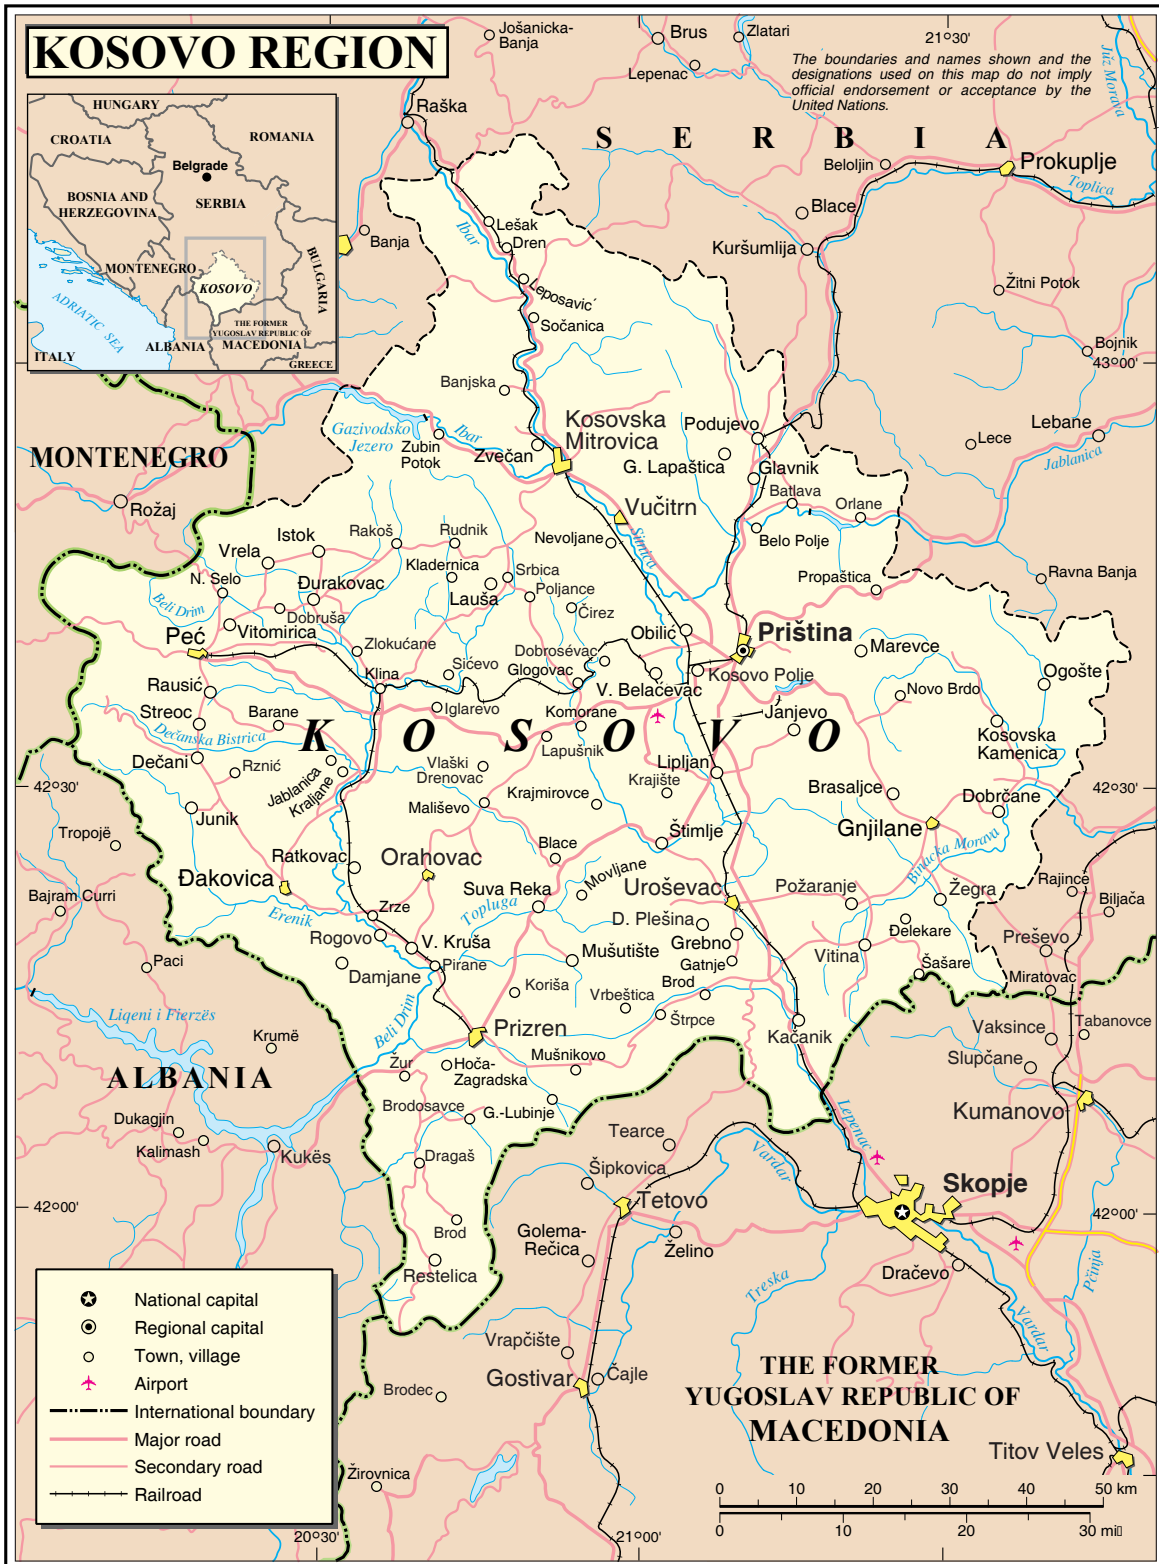 KOSOVO REGION
Jošanicka-
Banja
Brus
Zlatari
Lepenac
21°30'
The boundaries and names shown and the
designations used on this map do not imply
official endorsement or acceptance by the
United Nations.
Juž Morava
HUNGARY
CROATIA
ROMANIA
Belgrade
BOSNIA AND
HERZEGOVINA
SERBIA
MONTENEGRO
KOSOVO
BULGARIA
ADRIATIC SEA
THE FORMER
YUGOSLAV REPUBLIC OF
MACEDONIA
ALBANIA
ITALY
GREECE
Raška
SERBIA
Beloljin
Prokuplje
Toplica
Blace
Kuršumlija
Banja
Ibar
Lešak
Dren
Leposavić
Sočanica
Žitni Potok
Bojnik
43°00'
Banjska
Gazivodsko
Jezero
Ibar
Zubin
Potok
Zvečan
Kosovska
Mitrovica
Podujevo
G. Lapaštica
Glavnik
Lebane
Lece
Jablanica
MONTENEGRO
Rožaj
Vučitrn
Batlava
Orlane
Nevoljane
Sitnica
Belo Polje
Istok
Rakoš
Rudnik
Vrela
Kladernica
Srbica
N. Selo
Đurakovac
Lauša
Poljance
Propaštica
Ravna Banja
Beli Drim
Dobruša
Čirez
Vitomirica
Peć
Zlokućane
Obilić
Priština
Marevce
Dobroševac
Klina
Sićevo
Glogovac
Kosovo Polje
Ogošte
Rausić
V. Belaćevac
Novo Brdo
Streoc
Barane
Iglarevo
Komorane
Janjevo
Kosovska
Kamenica
Dečanska Bistrica
KOSOVO
Lapušnik
Dečani
Rznić
Jablanica
Kraljane
Vlaški
Drenovac
Krajište
Lipljan
42°30'
42°30'
Mališevo
Krajmirovce
Brasaljce
Dobrčane
Junik
Tropojë
Štimlje
Gnjilane
Binacka Morava
Ratkovac
Orahovac
Blace
Đakovica
Suva Reka
Movljane
Uroševac
Požaranje
Žegra
Rajince
Bajram Curri
Erenik
Zrze
Topluga
D. Plešina
Đelekare
Biljača
Rogovo
V. Kruša
Mušutište
Grebno
Vitina
Preševo
Paci
Damjane
Pirane
Gatnje
Šašare
Koriša
Brod
Miratovac
Liqeni i Fierzës
Beli Drim
Vrbeštica
Štrpce
Kačanik
Vaksince
Tabanovce
Krumë
Prizren
Mušnikovo
Slupčane
ALBANIA
Žur
Hoča-
Zagradska
Kumanovo
Brodosavce
G.-Lubinje
Lepenac
Dukagjin
Kalimash
Kukës
Tearce
Vardar
Dragaš
Šipkovica
Skopje
42°00'
Tetovo
42°00'
Brod
Golema-
Rečica
Želino
Restelica
Dračevo
Treska
Pčinja
National capital
Regional capital
Town, village
Airport
International boundary
Major road
Secondary road
Railroad
Vrapčište
Vardar
Gostivar
Čajle
Brodec
THE FORMER
YUGOSLAV REPUBLIC OF
MACEDONIA
Titov Veles
Žirovnica
0 10 20 30 40 50 km
0 10 20 30 mi
20°30'
21°00'